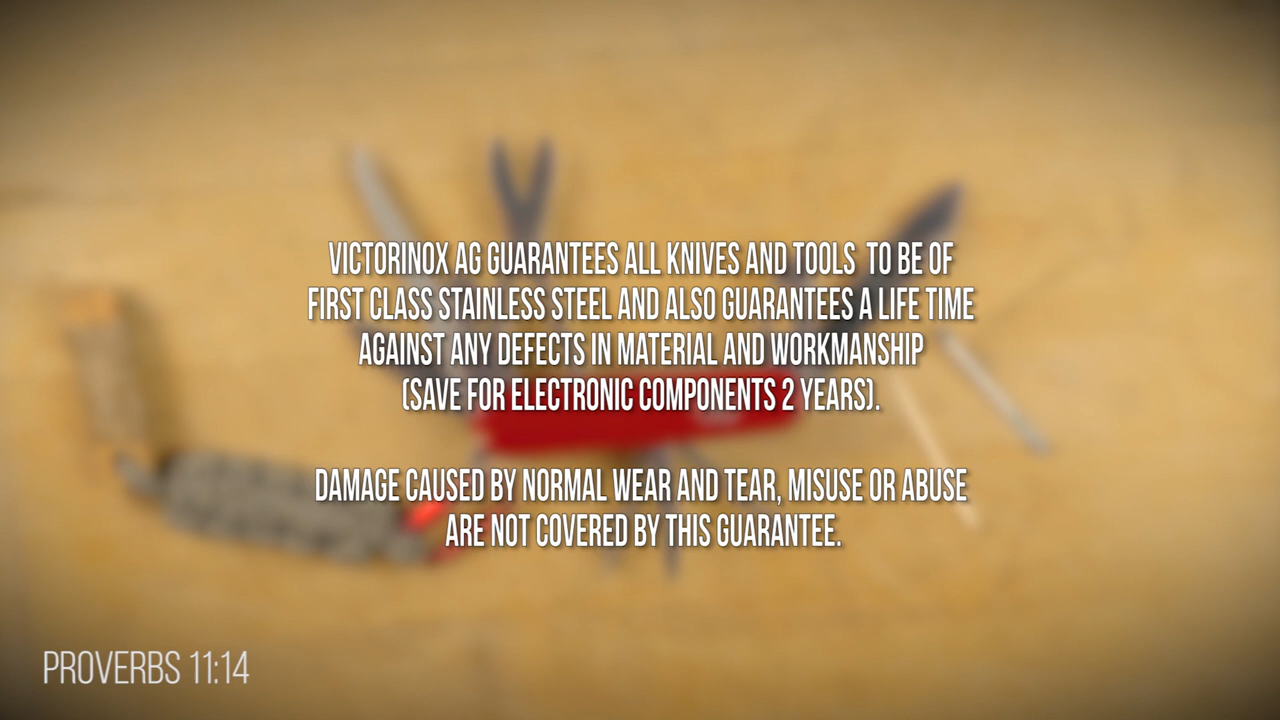 VICTORINOX AG GUARANTEES ALL KNIVES AND TOOLS TO BE OF
FIRST CLASS STAINLESS STEEL AND ALSO GUARANTEES A LIFE TIME
AGAINST ANY DEFECTS IN MATERIAL AND WORKMANSHIP
(SAVE FOR ELECTRONIC COMPONENTS 2 YEARS).
DAMAGE CAUSED BY NORMAL WEAR AND TEAR, MISUSE OR ABUSE
ARE NOT COVERED BY THIS GUARANTEE.
PROVERBS 11:14